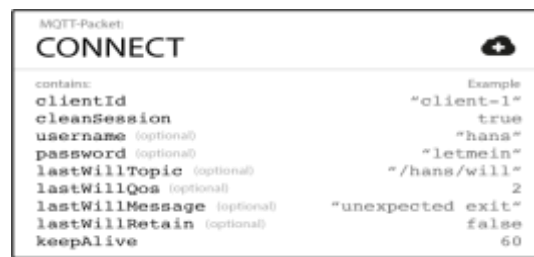 MQTT-Packet:
CONNECT
contains: Example
clientId "client-1"
cleanSession true
username (optional) "hans"
password (optional) "letmein"
lastWillTopic (optional) "/hans/will"
lastWillQos (optional) 2
lastWillMessage (optional) "unexpected exit"
lastWillRetain (optional) false
keepAlive 60